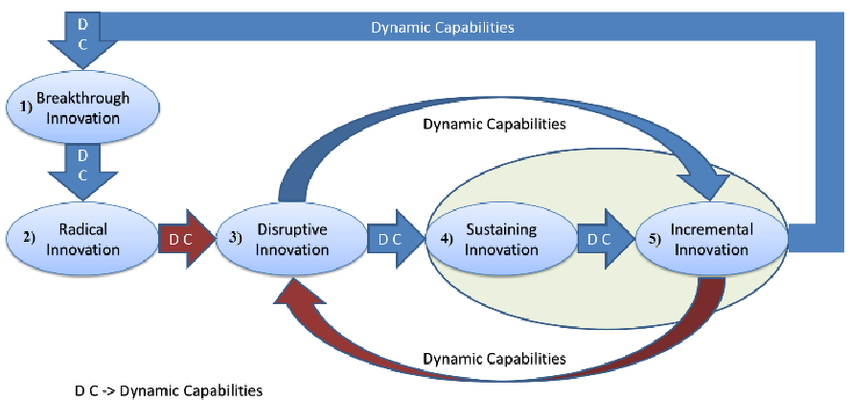 D
C
Dynamic Capabilities
1) Breakthrough
Innovation
D
C
Dynamic Capabilities
2) Radical
Innovation
D C
3) Disruptive
Innovation
D C
4) Sustaining
Innovation
D C
5) Incremental
Innovation
Dynamic Capabilities
D C -> Dynamic Capabilities